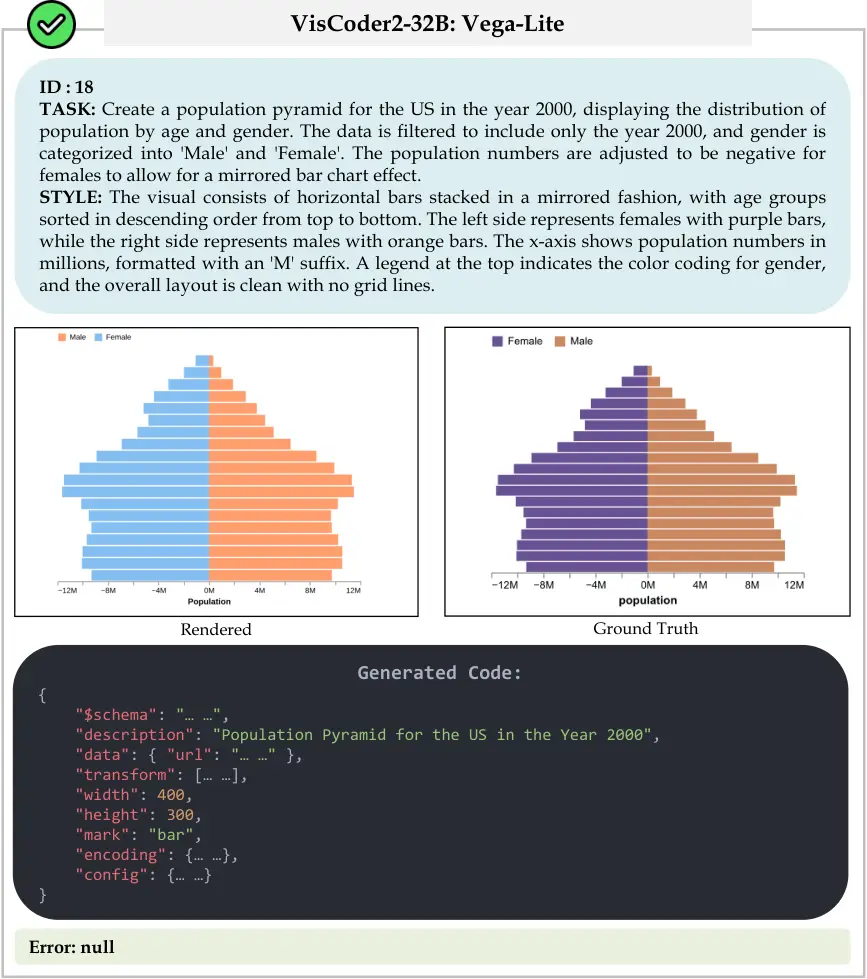 VisCoder2-32B: Vega-Lite
ID : 18
TASK: Create a population pyramid for the US in the year 2000, displaying the distribution of
population by age and gender. The data is filtered to include only the year 2000, and gender is
categorized into 'Male' and 'Female'. The population numbers are adjusted to be negative for
females to allow for a mirrored bar chart effect.
STYLE: The visual consists of horizontal bars stacked in a mirrored fashion, with age groups
sorted in descending order from top to bottom. The left side represents females with purple bars,
while the right side represents males with orange bars. The x-axis shows population numbers in
millions, formatted with an 'M' suffix. A legend at the top indicates the color coding for gender,
and the overall layout is clean with no grid lines.
Male Female
−12M −8M −4M 0M 4M 8M 12M
Population
Rendered
Female Male
−12M −8M −4M 0M 4M 8M 12M
population
Ground Truth
Generated Code:
{
"$schema": "… …",
"description": "Population Pyramid for the US in the Year 2000",
"data": { "url": "… …" },
"transform": [… …],
"width": 400,
"height": 300,
"mark": "bar",
"encoding": {… …},
"config": {… …}
}
Error: null